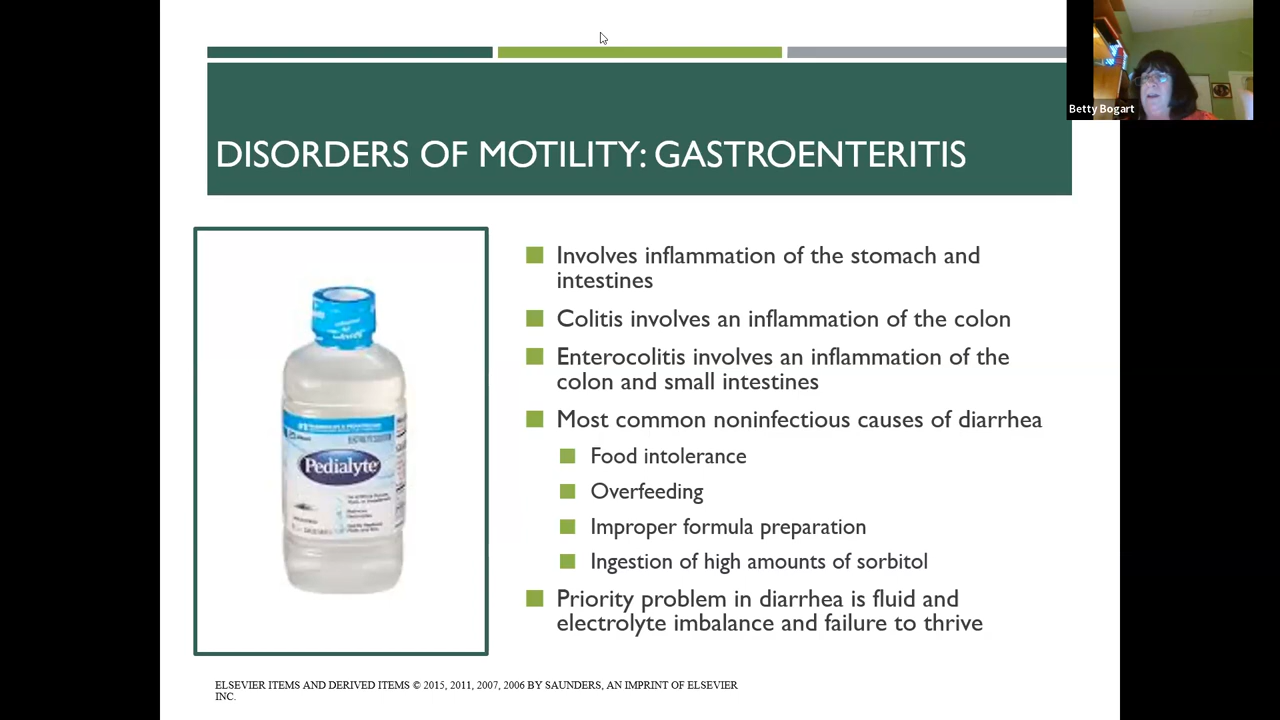 Betty Bogart
DISORDERS OF MOTILITY: GASTROENTERITIS
Pedialyte
Involves inflammation of the stomach and
intestines
Colitis involves an inflammation of the colon
Enterocolitis involves an inflammation of the
colon and small intestines
Most common noninfectious causes of diarrhea
Food intolerance
Overfeeding
Improper formula preparation
Ingestion of high amounts of sorbitol
Priority problem in diarrhea is fluid and
electrolyte imbalance and failure to thrive
ELSEVIER ITEMS AND DERIVED ITEMS © 2015, 2011, 2007, 2006 BY SAUNDERS, AN IMPRINT OF ELSEVIER
INC.